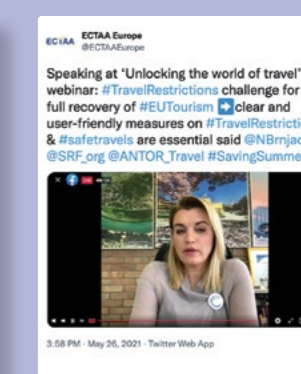 ECTAA
ECTAA Europe
@ECTAAEurope
Speaking at 'Unlocking the world of travel'
webinar: #TravelRestrictions challenge for
full recovery of #EUTourism ➡clear and
user-friendly measures on #TravelRestricti
& #safetravels are essential said @NBrnjac
@SRF_org @ANTOR_Travel #SavingSumme
LIVE
3:58 PM · May 26, 2021 · Twitter Web App